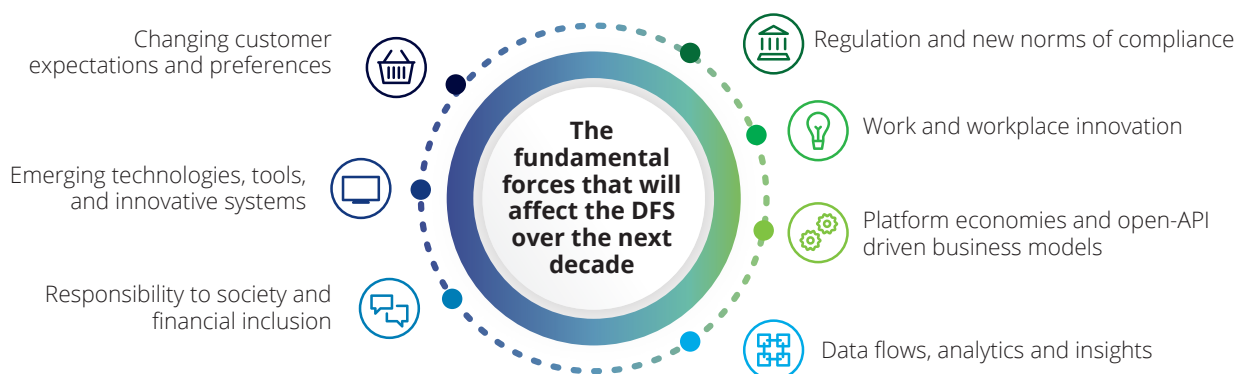 Changing customer
expectations and preferences
Emerging technologies, tools,
and innovative systems
Responsibility to society and
financial inclusion
The
fundamental
forces that will
affect the DFS
over the next
decade
Regulation and new norms of compliance
Work and workplace innovation
Platform economies and open-API
driven business models
Data flows, analytics and insights